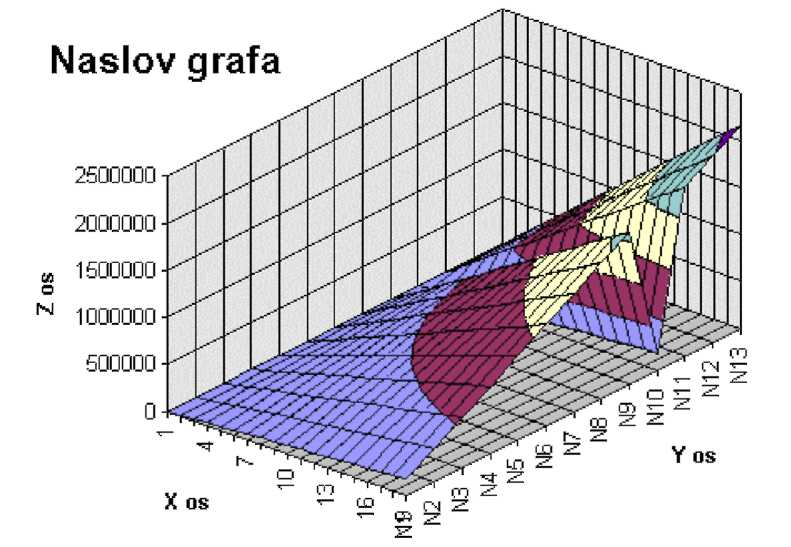 Naslov grafa
2500000
2000000
1500000
1000000
500000
0
Z os
1
4
7
10
13
16
X os
N2
N3
N4
N5
N6
N7
N8
N9
N10
N11
N12
N13
Y os